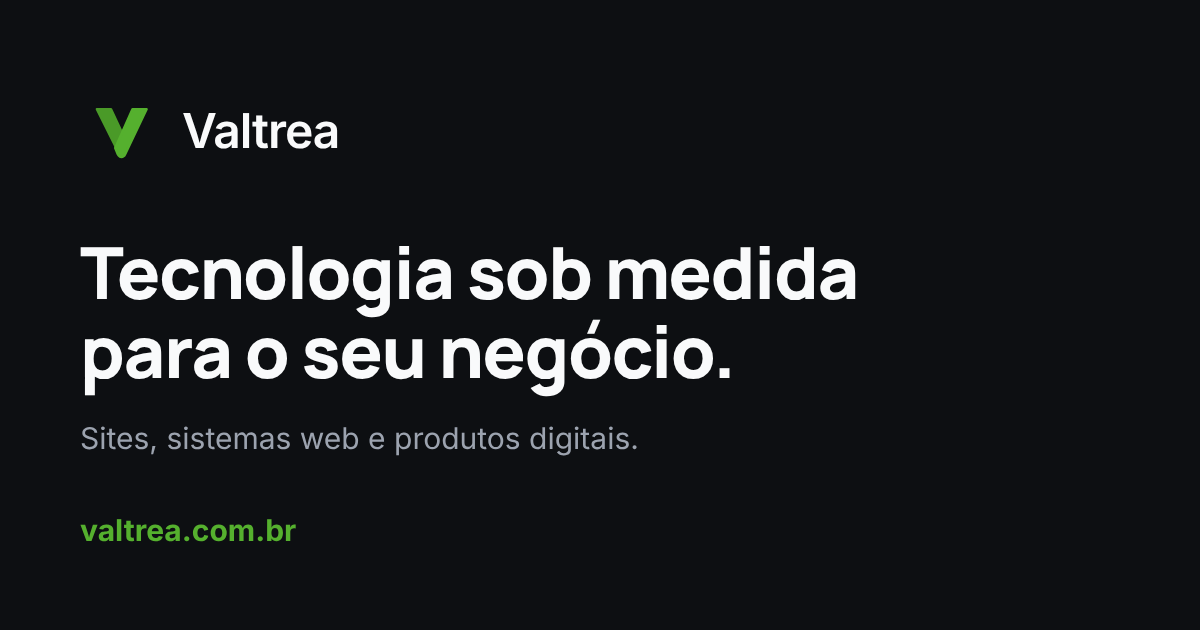 Valtrea
Tecnologia sob medida
para o seu negócio.
Sites, sistemas web e produtos digitais.
valtrea.com.br